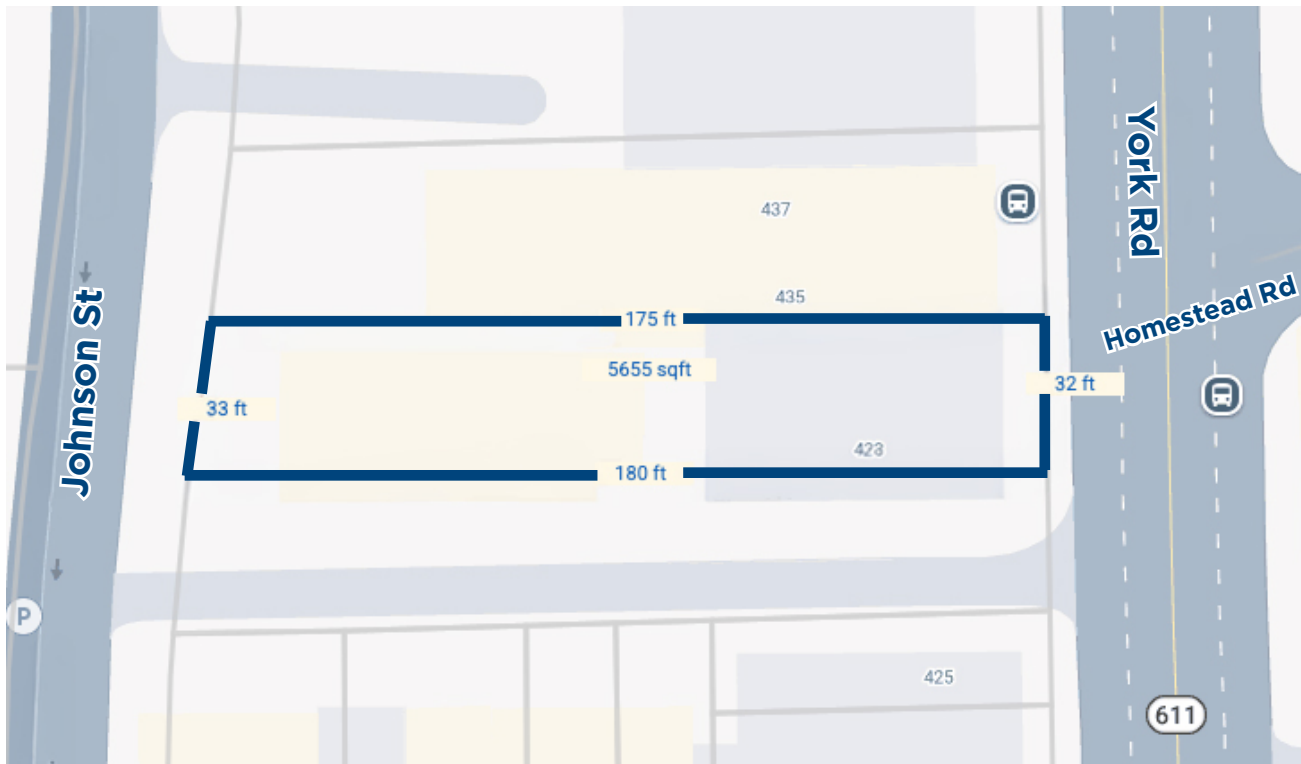 York Rd
437
435
Homestead Rd
Johnson St
175 ft
5655 sqft
32 ft
33 ft
423
180 ft
P
425
611